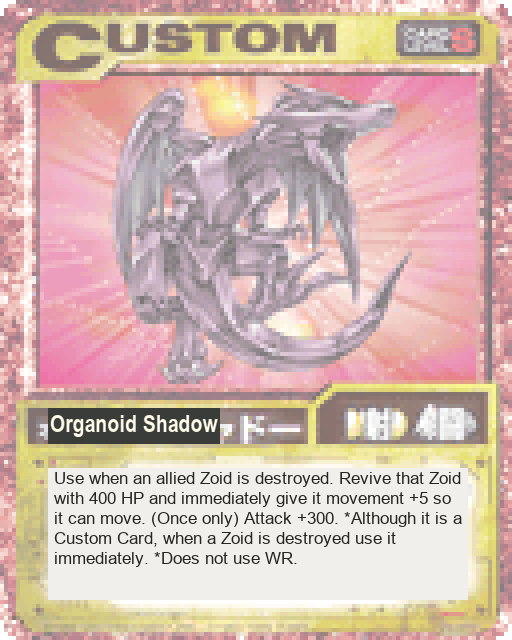 CUSTOM
CARD LEVEL S
Organoid Shadow
Use when an allied Zoid is destroyed. Revive that Zoid
with 400 HP and immediately give it movement +5 so
it can move. (Once only) Attack +300. *Although it is a
Custom Card, when a Zoid is destroyed use it
immediately. *Does not use WR.